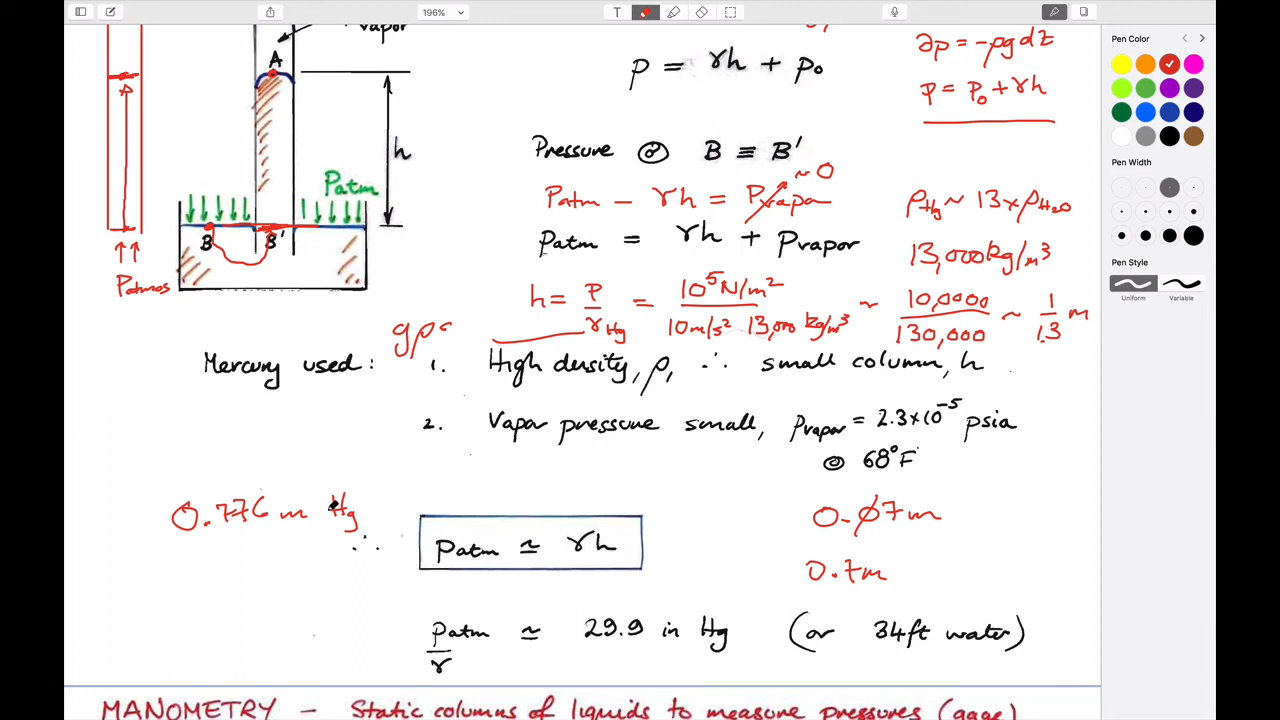 196%
T
Vapor
A
p = γh + p₀
∂p = -ρg dz
p = p₀ + γh
h
Pressure @ B ≡ B'
Patm
~ 0
Patm - γh = Pvapor
ρHg ~ 13 × ρH₂O
B
B'
Patm = γh + Pvapor
13,000 kg/m³
Patmos
h = P/γHg = 10⁵ N/m² / 10 m/s² 13,000 kg/m³ ~ 10,0000/130,000 ~ 1/1.3 m
Mercury used: 1. High density, ρ, ∴ small column, h
2. Vapor pressure small, Pvapor = 2.3×10⁻⁵ psia
@ 68°F
0.776 m Hg
0.07m
∴ Patm ≃ γh
0.7m
Patm/γ ≃ 29.9 in Hg (or 34ft water)
MANOMETRY - Static columns of liquids to measure pressures (gage)
Pen Color
Pen Width
Pen Style
Uniform
Variable